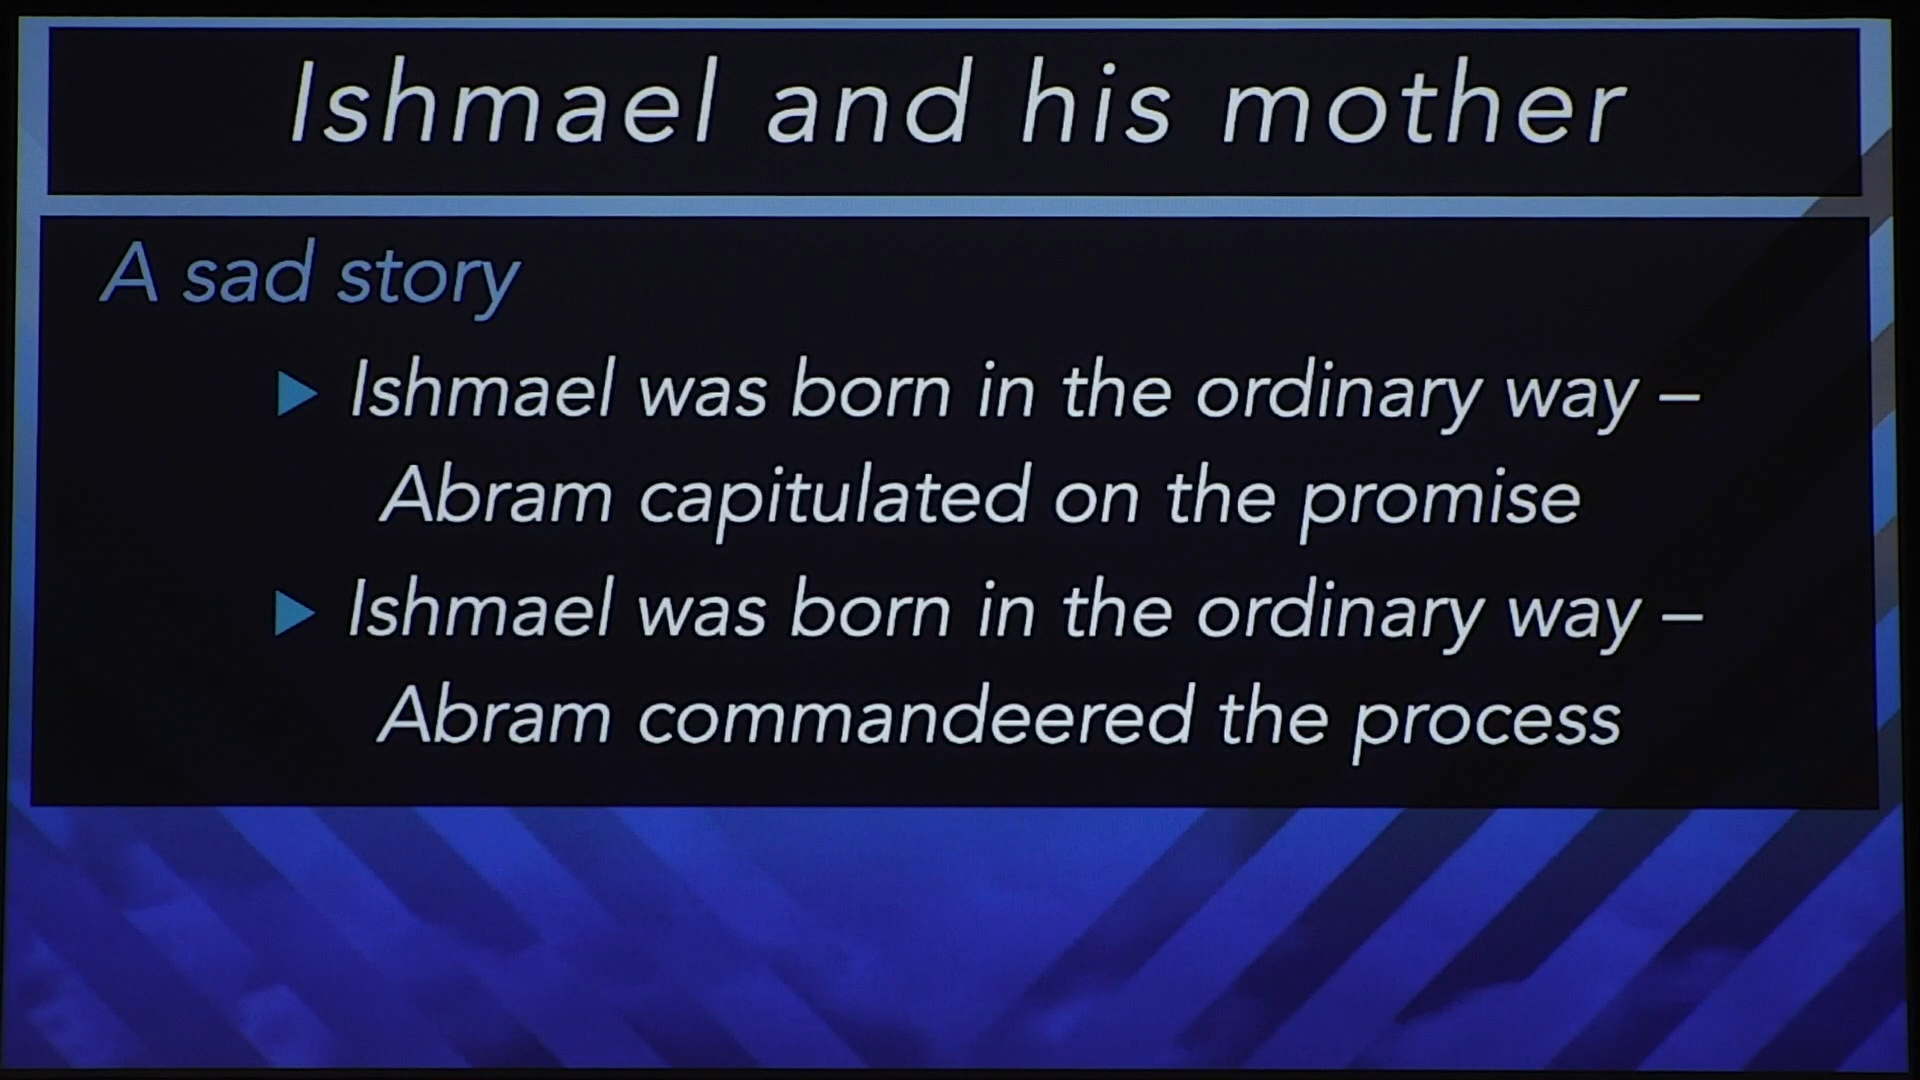 Ishmael and his mother
A sad story
Ishmael was born in the ordinary way –
Abram capitulated on the promise
Ishmael was born in the ordinary way –
Abram commandeered the process